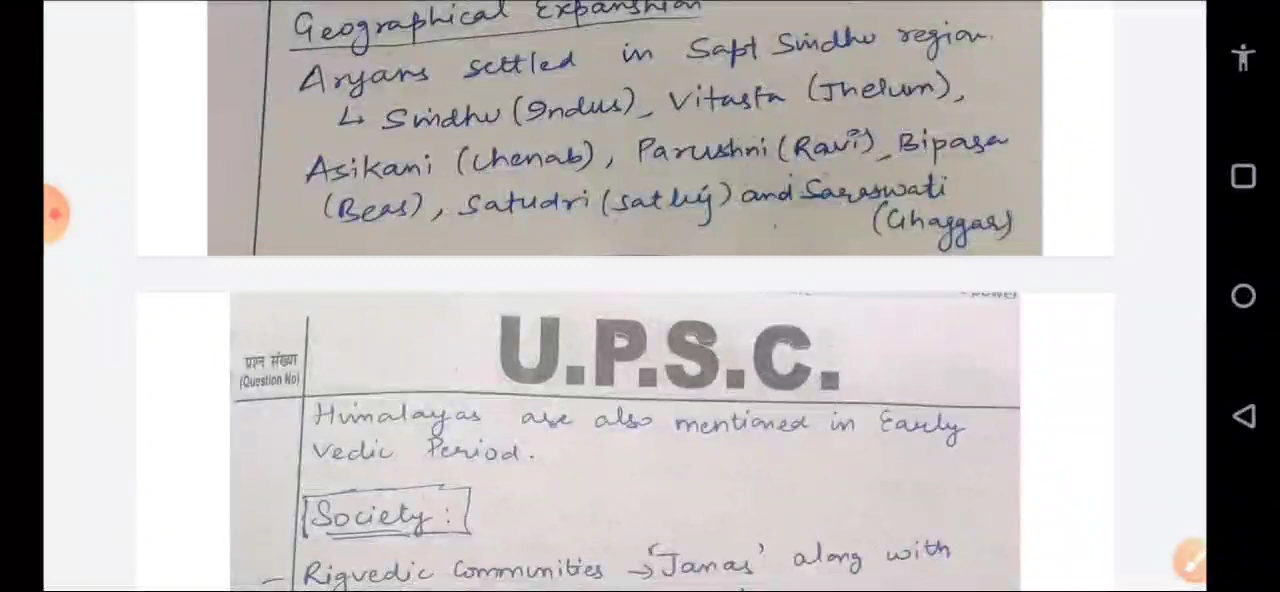 Geographical Expanshian
Aryans settled in Sapt Sindhu region.
↳ Sindhu (Indus), Vitasta (Jhelum),
Asikani (Chenab), Parushni (Ravi), Bipasa
(Beas), Satudri (Satluj) and Saraswati
(Ghaggar)
U.P.S.C.
प्रश्न संख्या
(Question No)
Himalayas are also mentioned in Early
Vedic Period.
Society :
– Rigvedic Communities → 'Janas' along with